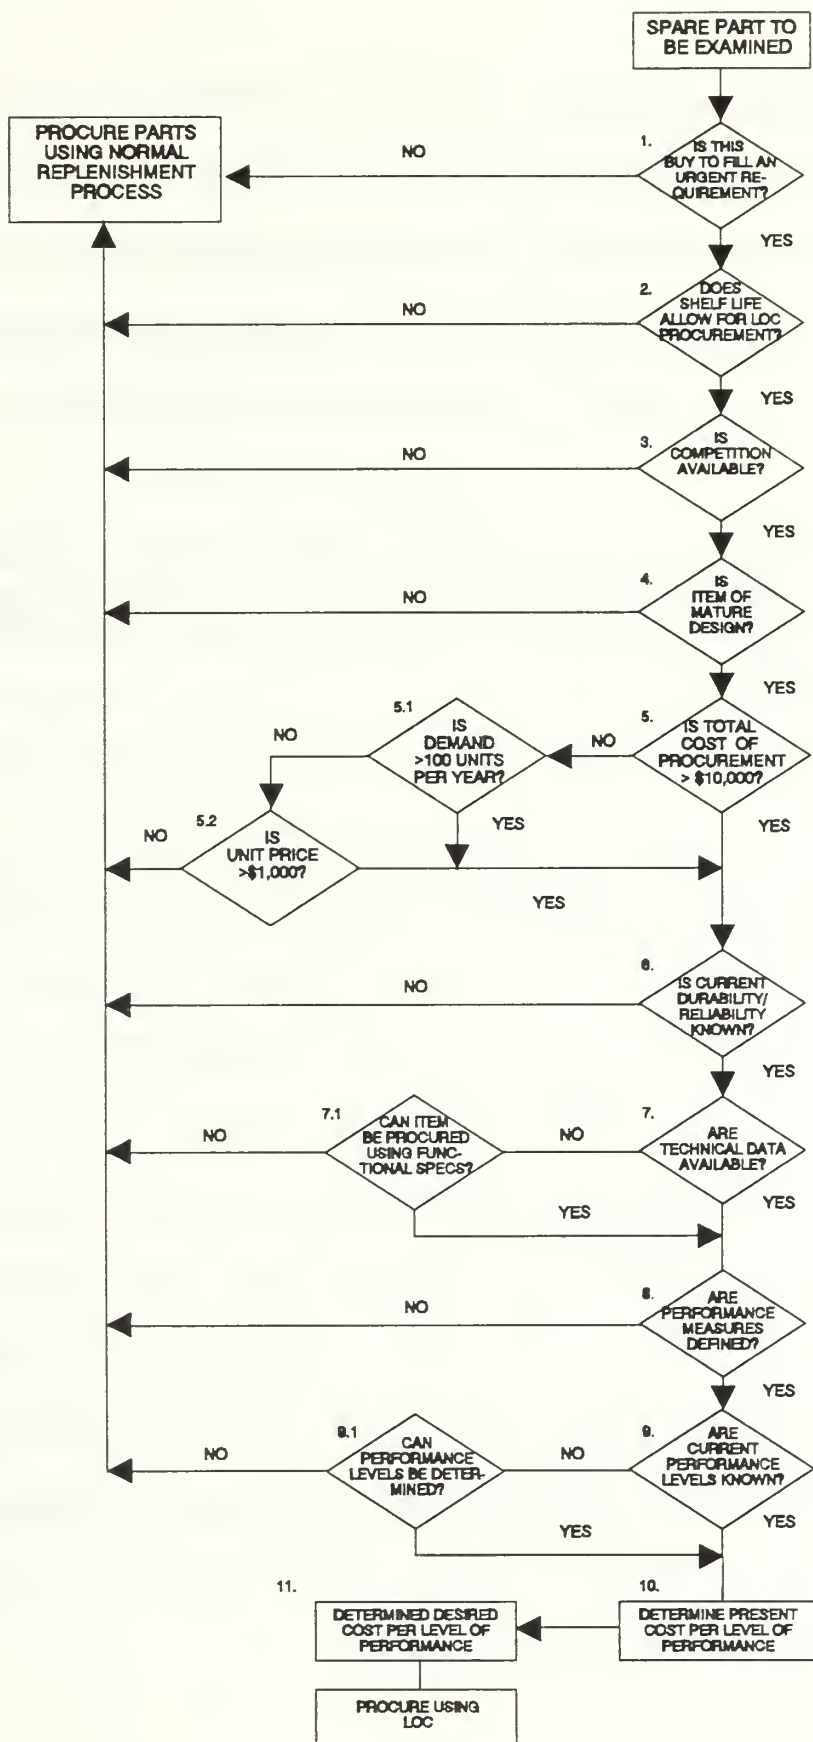 SPARE PART TO
BE EXAMINED
PROCURE PARTS
USING NORMAL
REPLENISHMENT
PROCESS
NO
1.
IS THIS
BUY TO FILL AN
URGENT RE-
QUIREMENT?
YES
NO
2.
DOES
SHELF LIFE
ALLOW FOR LOC
PROCUREMENT?
YES
NO
3.
IS
COMPETITION
AVAILABLE?
YES
NO
4.
IS
ITEM OF
MATURE
DESIGN?
YES
5.
IS TOTAL
COST OF
PROCUREMENT
> $10,000?
NO
YES
5.1
IS
DEMAND
>100 UNITS
PER YEAR?
NO
YES
5.2
IS
UNIT PRICE
>$1,000?
NO
YES
NO
6.
IS CURRENT
DURABILITY/
RELIABILITY
KNOWN?
YES
7.
ARE
TECHNICAL DATA
AVAILABLE?
NO
YES
7.1
CAN ITEM
BE PROCURED
USING FUNC-
TIONAL SPECS?
NO
YES
NO
8.
ARE
PERFORMANCE
MEASURES
DEFINED?
YES
9.
ARE
CURRENT
PERFORMANCE
LEVELS KNOWN?
NO
YES
9.1
CAN
PERFORMANCE
LEVELS BE DETER-
MINED?
NO
YES
10.
DETERMINE PRESENT
COST PER LEVEL OF
PERFORMANCE
11.
DETERMINED DESIRED
COST PER LEVEL OF
PERFORMANCE
PROCURE USING
LOC